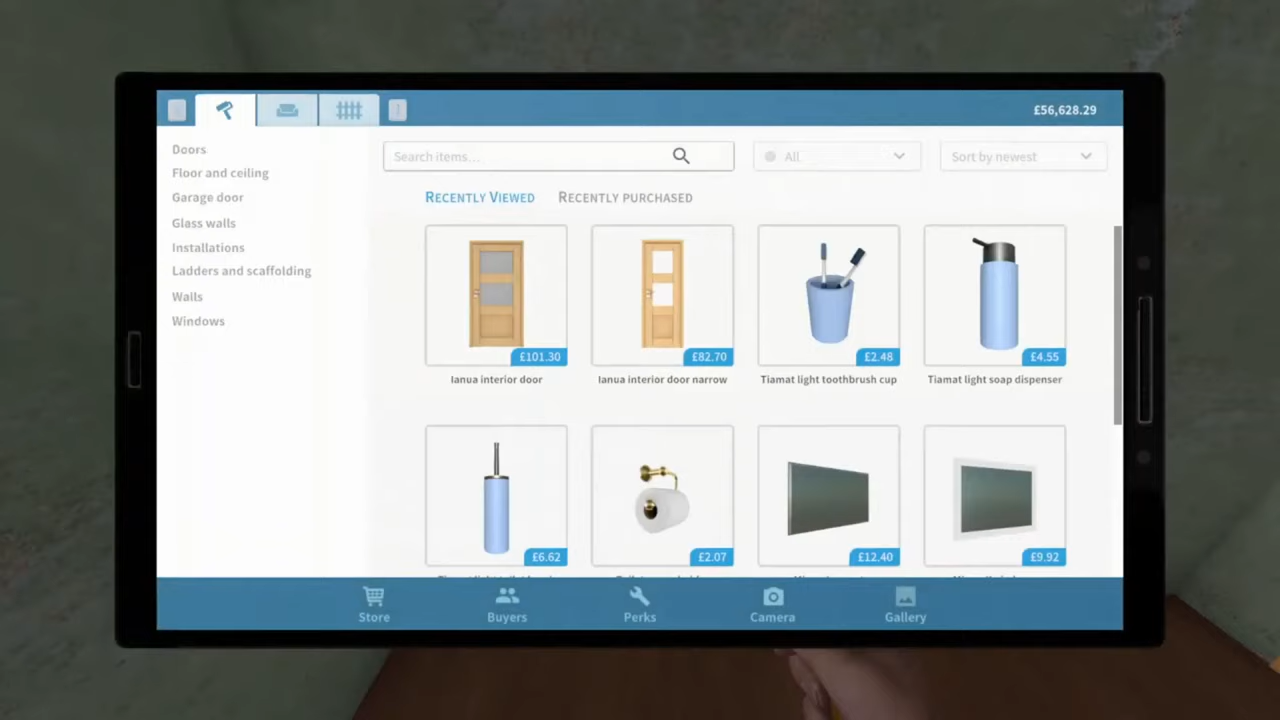 £56,628.29
Doors
Floor and ceiling
Garage door
Glass walls
Installations
Ladders and scaffolding
Walls
Windows
Search items...
All
Sort by newest
RECENTLY VIEWED
RECENTLY PURCHASED
£101.30
£82.70
£2.48
£4.55
Ianua interior door
Ianua interior door narrow
Tiamat light toothbrush cup
Tiamat light soap dispenser
£6.62
£2.07
£12.40
£9.92
Store
Buyers
Perks
Camera
Gallery